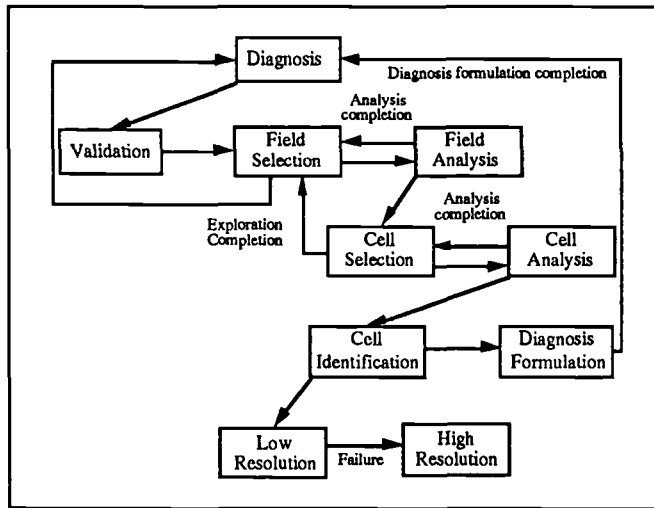 Diagnosis
Diagnosis formulation completion
Analysis
completion
Validation
Field
Selection
Field
Analysis
Exploration
Completion
Analysis
completion
Cell
Selection
Cell
Analysis
Cell
Identification
Diagnosis
Formulation
Low
Resolution
Failure
High
Resolution